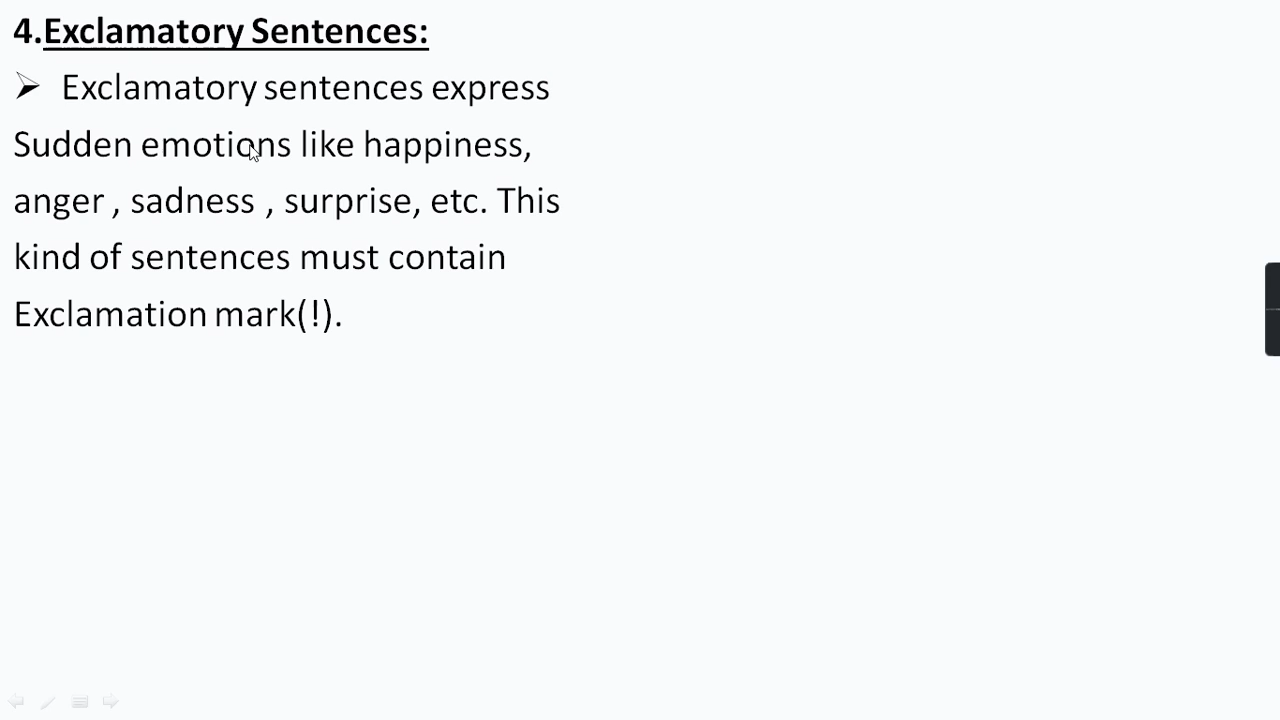 4.Exclamatory Sentences:
➢ Exclamatory sentences express
Sudden emotions like happiness,
anger , sadness , surprise, etc. This
kind of sentences must contain
Exclamation mark(!).